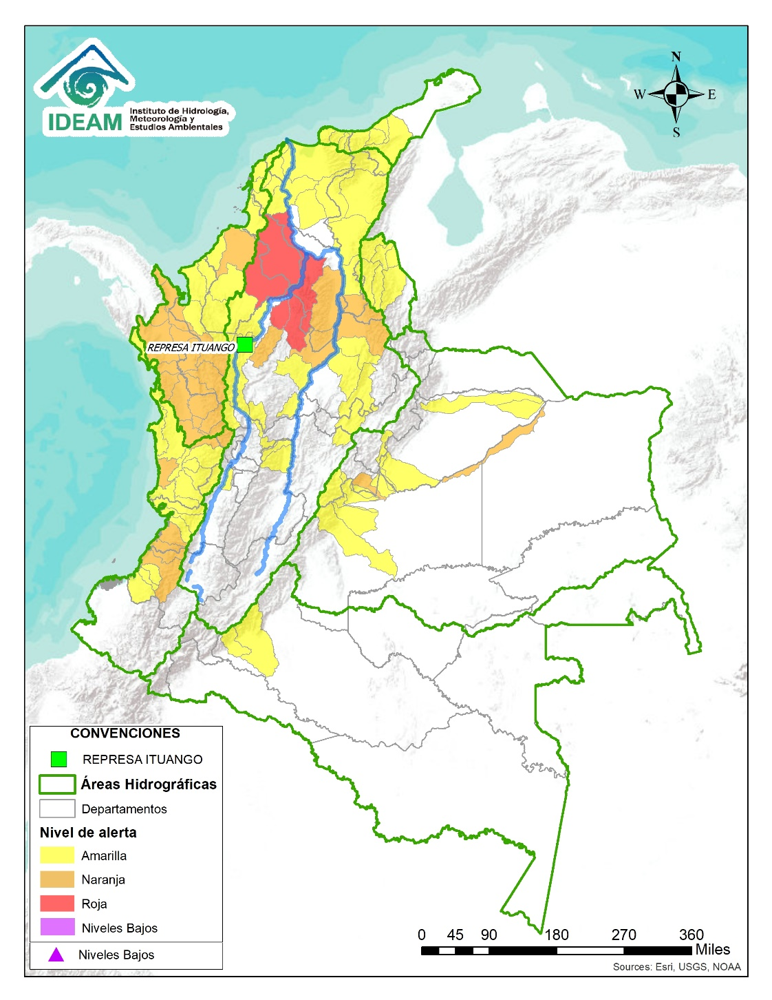 IDEAM
Instituto de Hidrología,
Meteorología y
Estudios Ambientales
N
W E
S
REPRESA ITUANGO
CONVENCIONES
REPRESA ITUANGO
Áreas Hidrográficas
Departamentos
Nivel de alerta
Amarilla
Naranja
Roja
Niveles Bajos
Niveles Bajos
0 45 90 180 270 360
Miles
Sources: Esri, USGS, NOAA